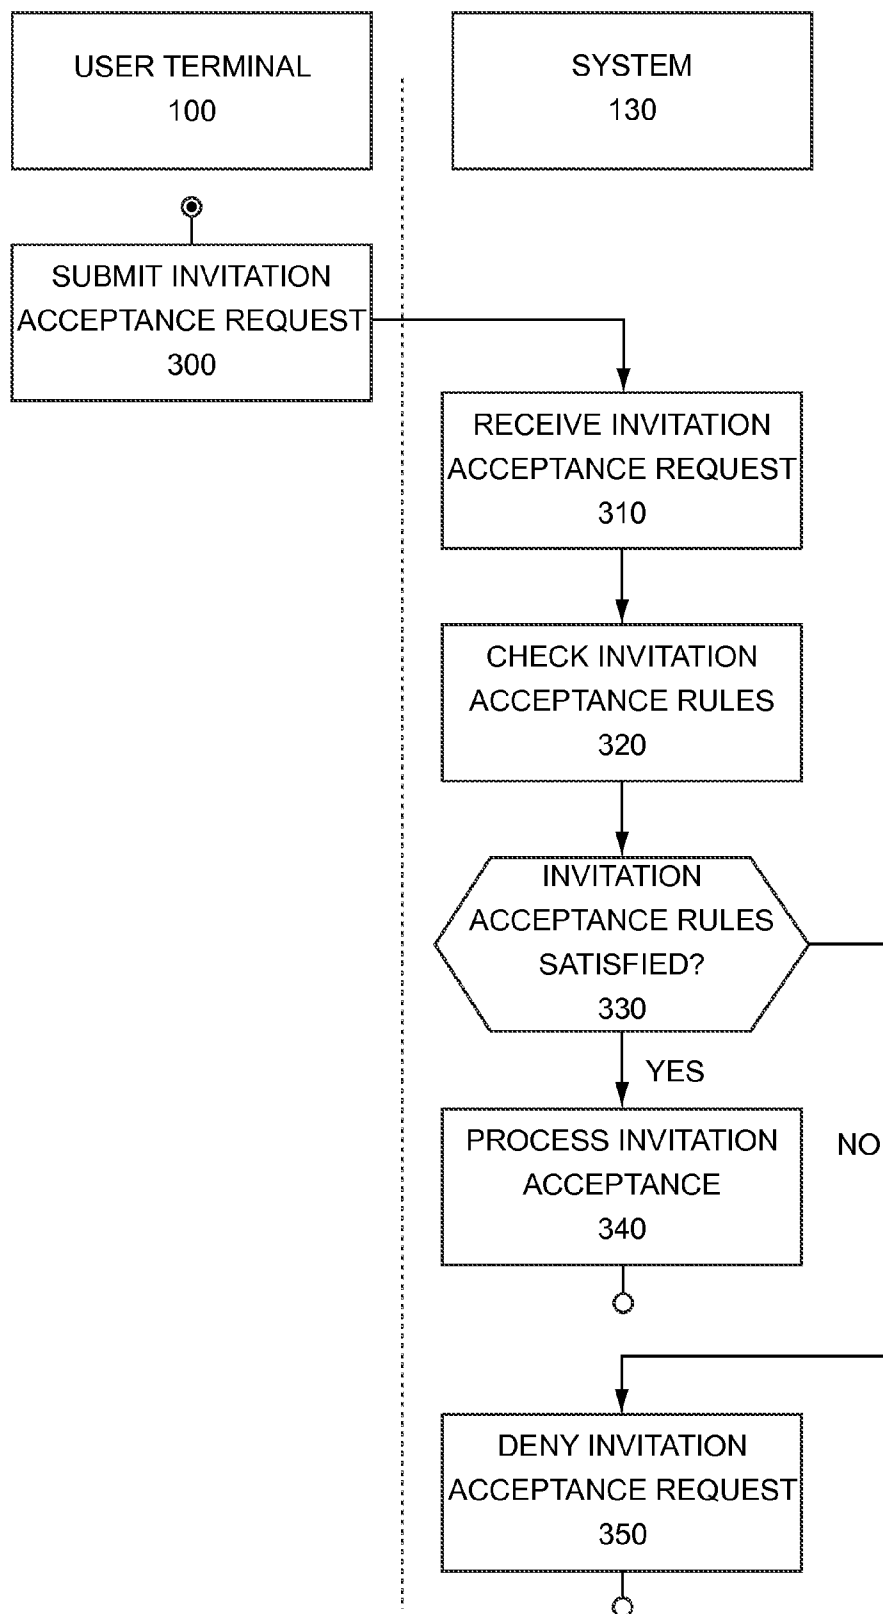 USER TERMINAL
100
SYSTEM
130
SUBMIT INVITATION
ACCEPTANCE REQUEST
300
RECEIVE INVITATION
ACCEPTANCE REQUEST
310
CHECK INVITATION
ACCEPTANCE RULES
320
INVITATION
ACCEPTANCE RULES
SATISFIED?
330
YES
PROCESS INVITATION
ACCEPTANCE
340
NO
DENY INVITATION
ACCEPTANCE REQUEST
350